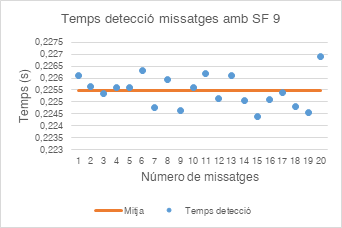 Temps detecció missatges amb SF 9
0,2275
0,227
0,2265
0,226
0,2255
0,225
0,2245
0,224
0,2235
0,223
Temps (s)
1 2 3 4 5 6 7 8 9 10 11 12 13 14 15 16 17 18 19 20
Número de missatges
Mitja Temps detecció